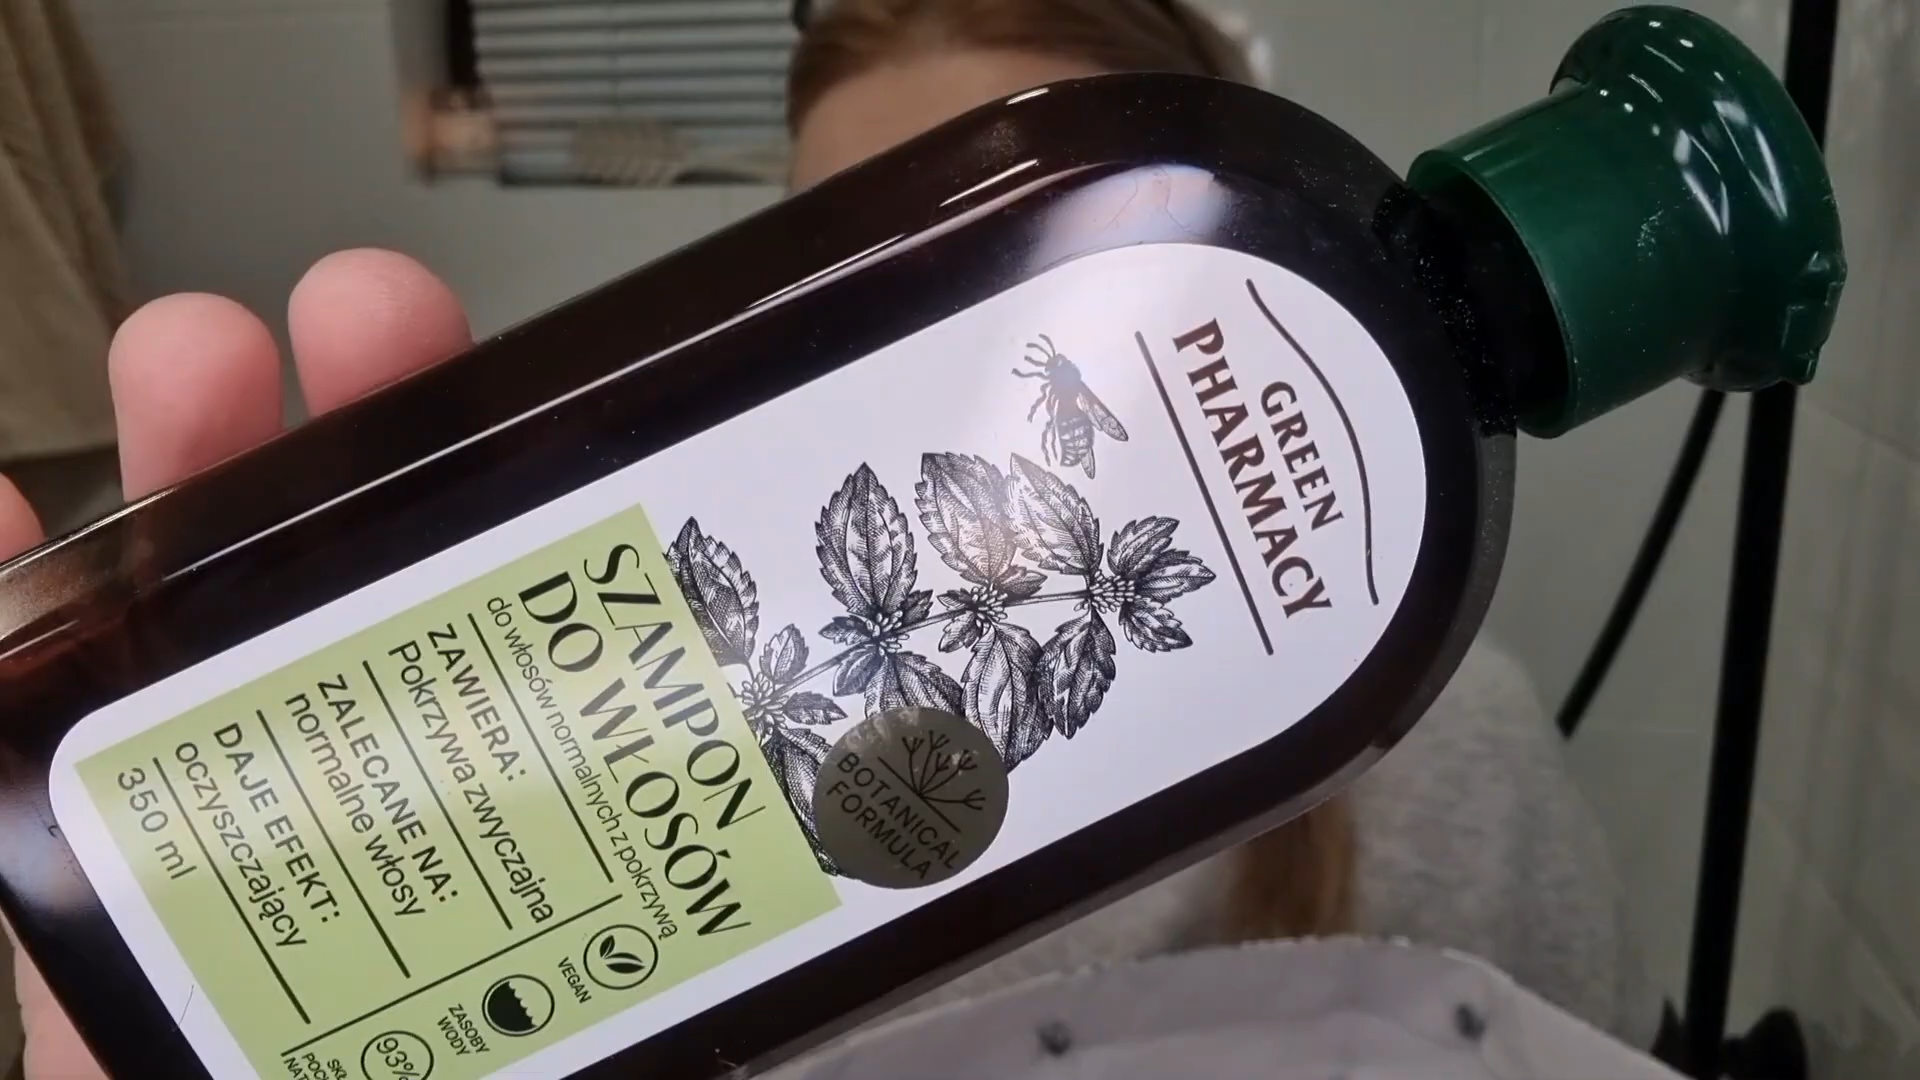 GREEN
PHARMACY
BOTANICAL
FORMULA
SZAMPON
DO WŁOSÓW
do włosów normalnych z pokrzywą
ZAWIERA:
Pokrzywa zwyczajna
ZALECANE NA:
normalne włosy
DAJE EFEKT:
oczyszczający
350 ml
VEGAN
ZASOBY
WODY
93%